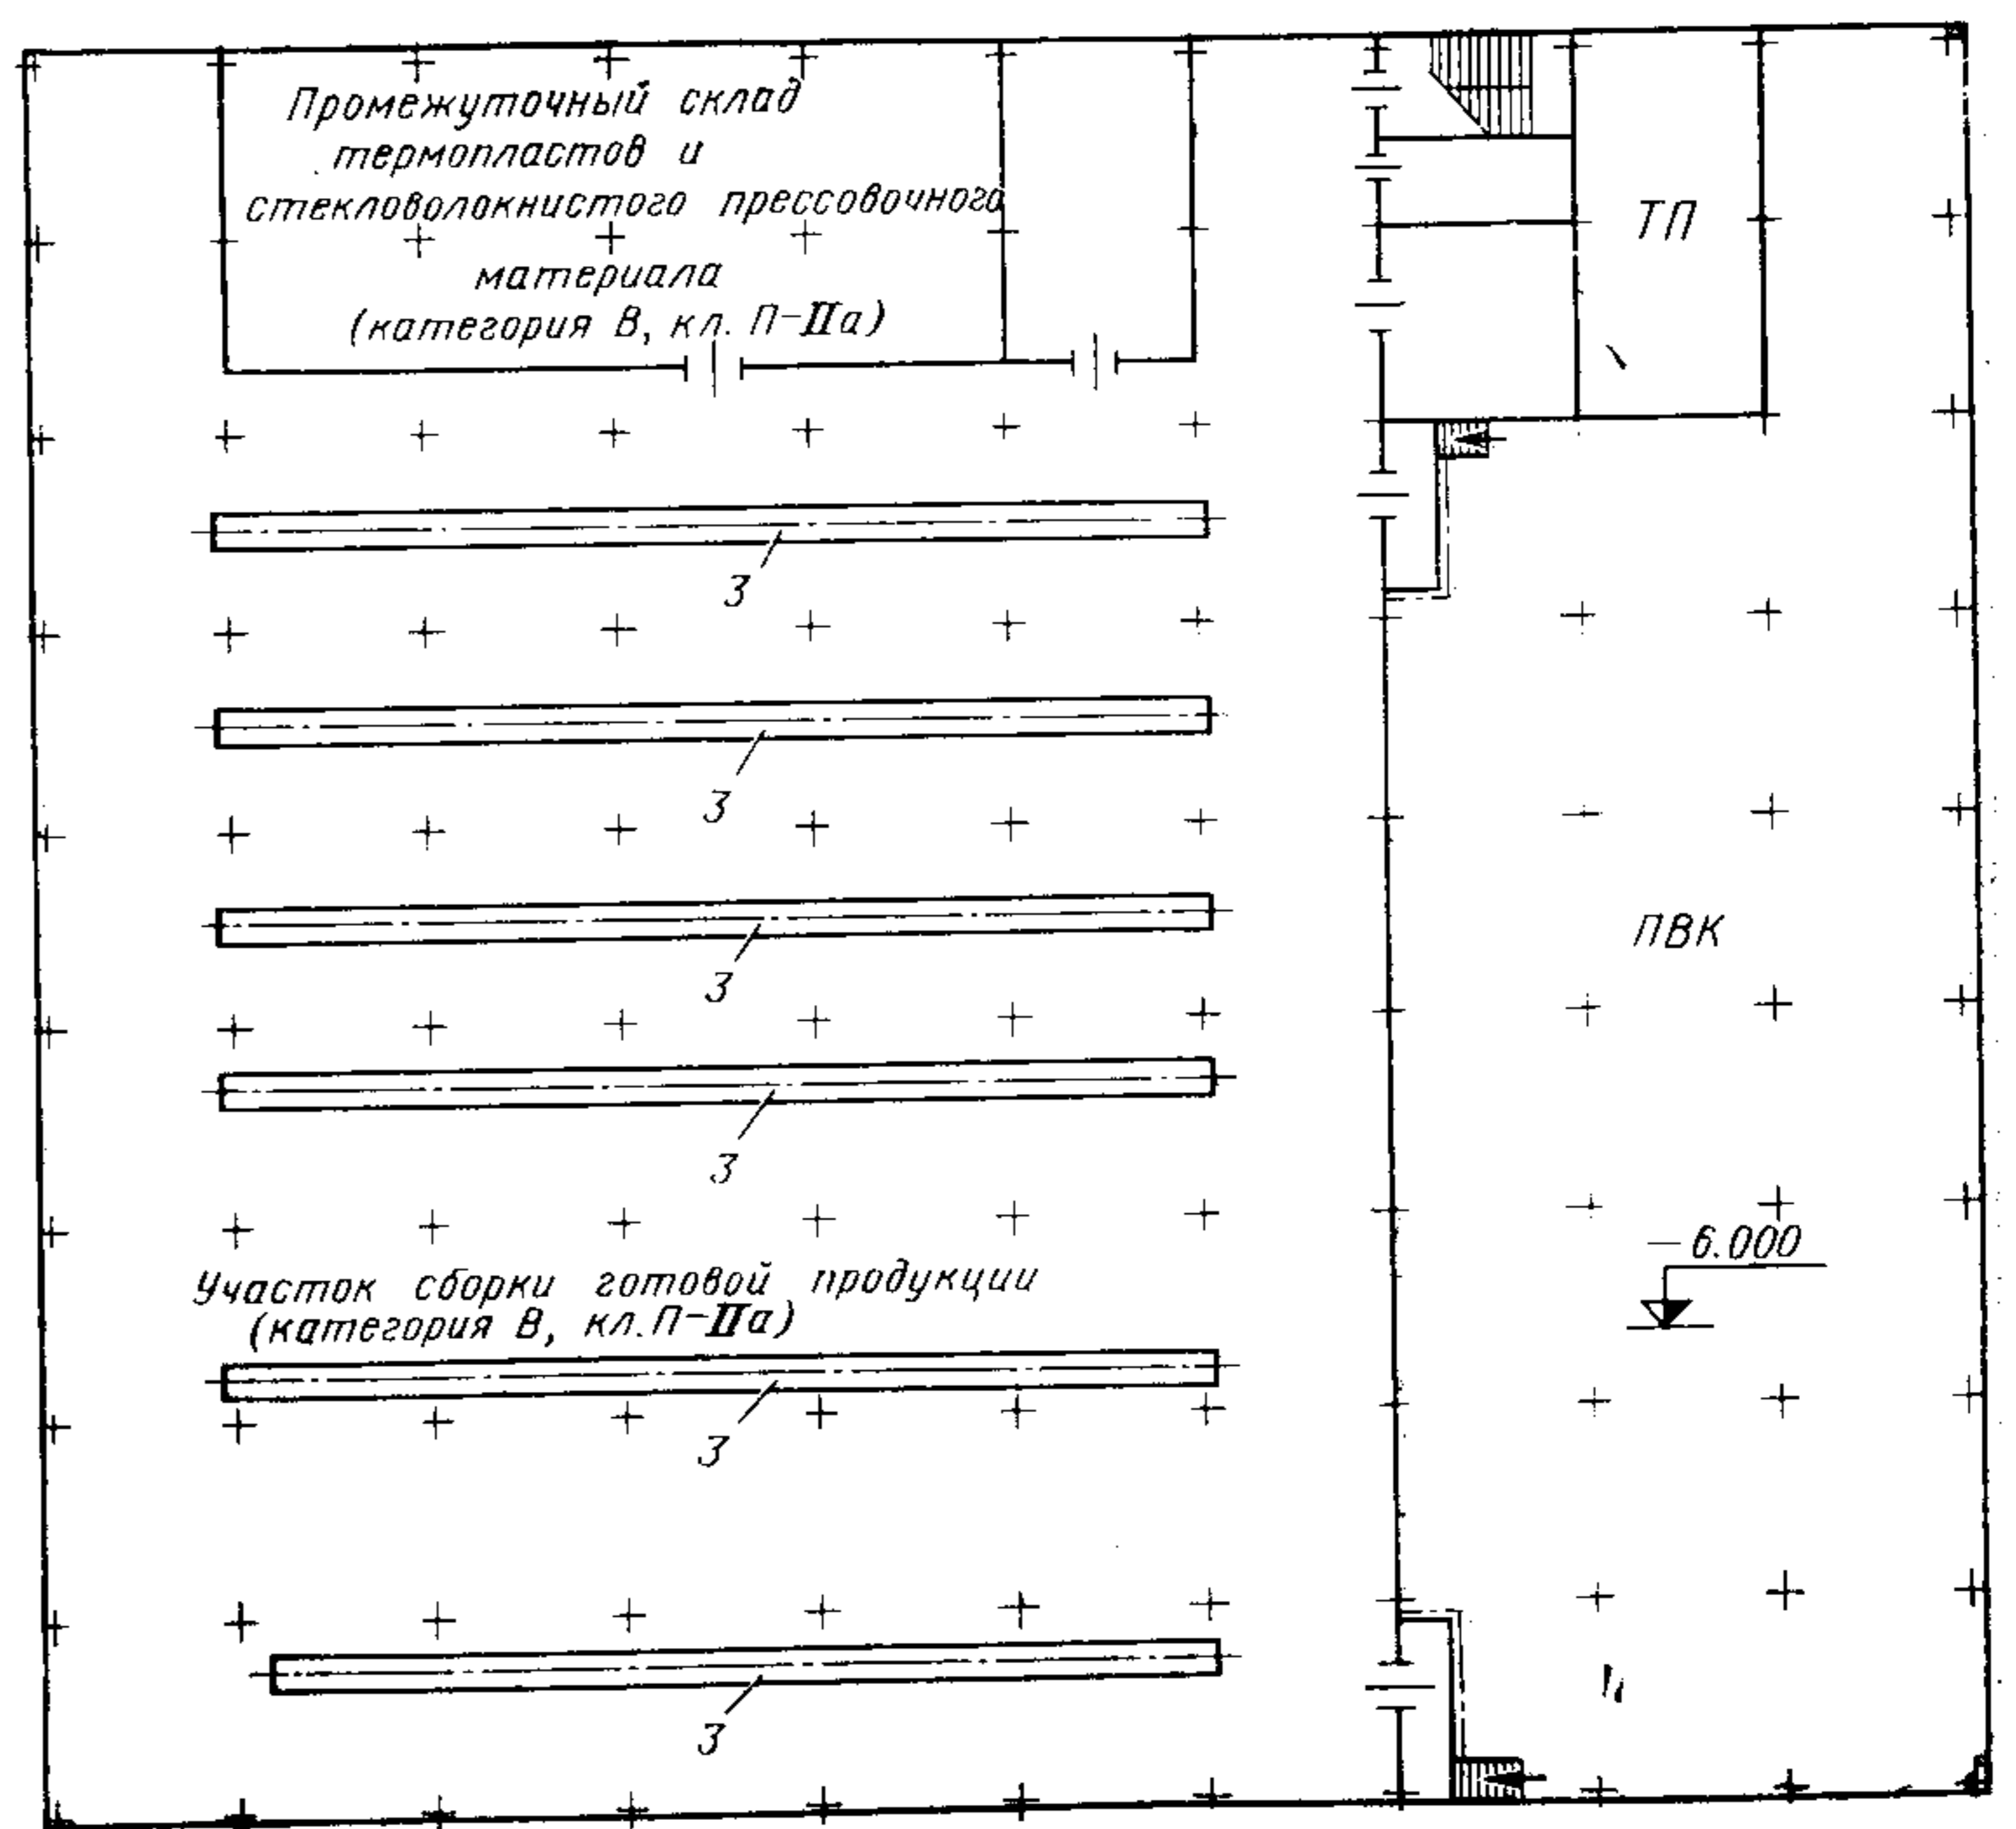 Промежуточный склад
термопластов и
стекловолокнистого прессовочного
материала
(категория В, кл. П-IIа)
ТП
3
3
ПВК
3
3
-6.000
Участок сборки готовой продукции
(категория В, кл. П-IIа)
3
3